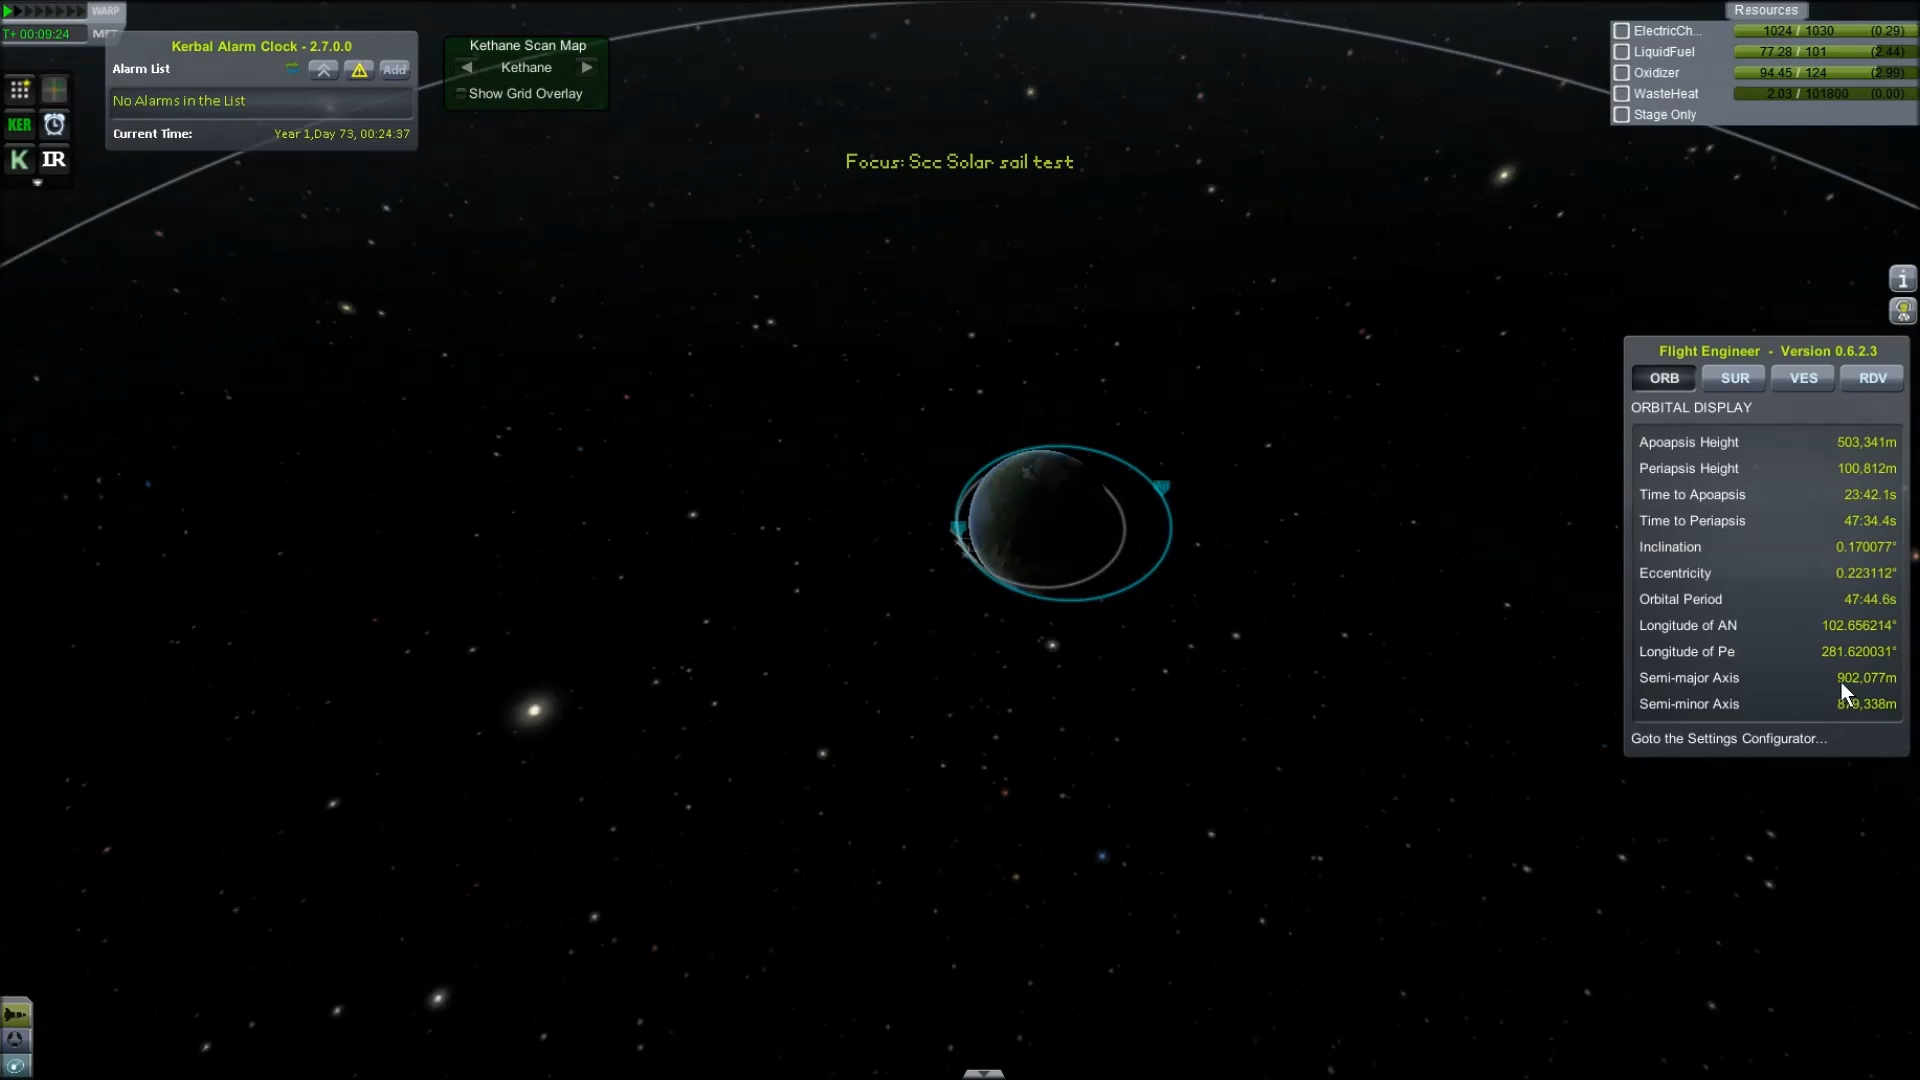 WARP
T+ 00:09:24 MET
Kerbal Alarm Clock - 2.7.0.0
Alarm List Add
No Alarms in the List
Current Time: Year 1,Day 73, 00:24:37
KER
K IR
Kethane Scan Map
Kethane
Show Grid Overlay
Focus: Scc Solar sail test
Resources
ElectricCh... 1024 / 1030 (0.29)
LiquidFuel 77.28 / 101 (2.44)
Oxidizer 94.45 / 124 (2.99)
WasteHeat 2.03 / 101800 (0.00)
Stage Only
Flight Engineer - Version 0.6.2.3
ORB SUR VES RDV
ORBITAL DISPLAY
Apoapsis Height 503,341m
Periapsis Height 100,812m
Time to Apoapsis 23:42.1s
Time to Periapsis 47:34.4s
Inclination 0.170077°
Eccentricity 0.223112°
Orbital Period 47:44.6s
Longitude of AN 102.656214°
Longitude of Pe 281.620031°
Semi-major Axis 902,077m
Semi-minor Axis
Goto the Settings Configurator...